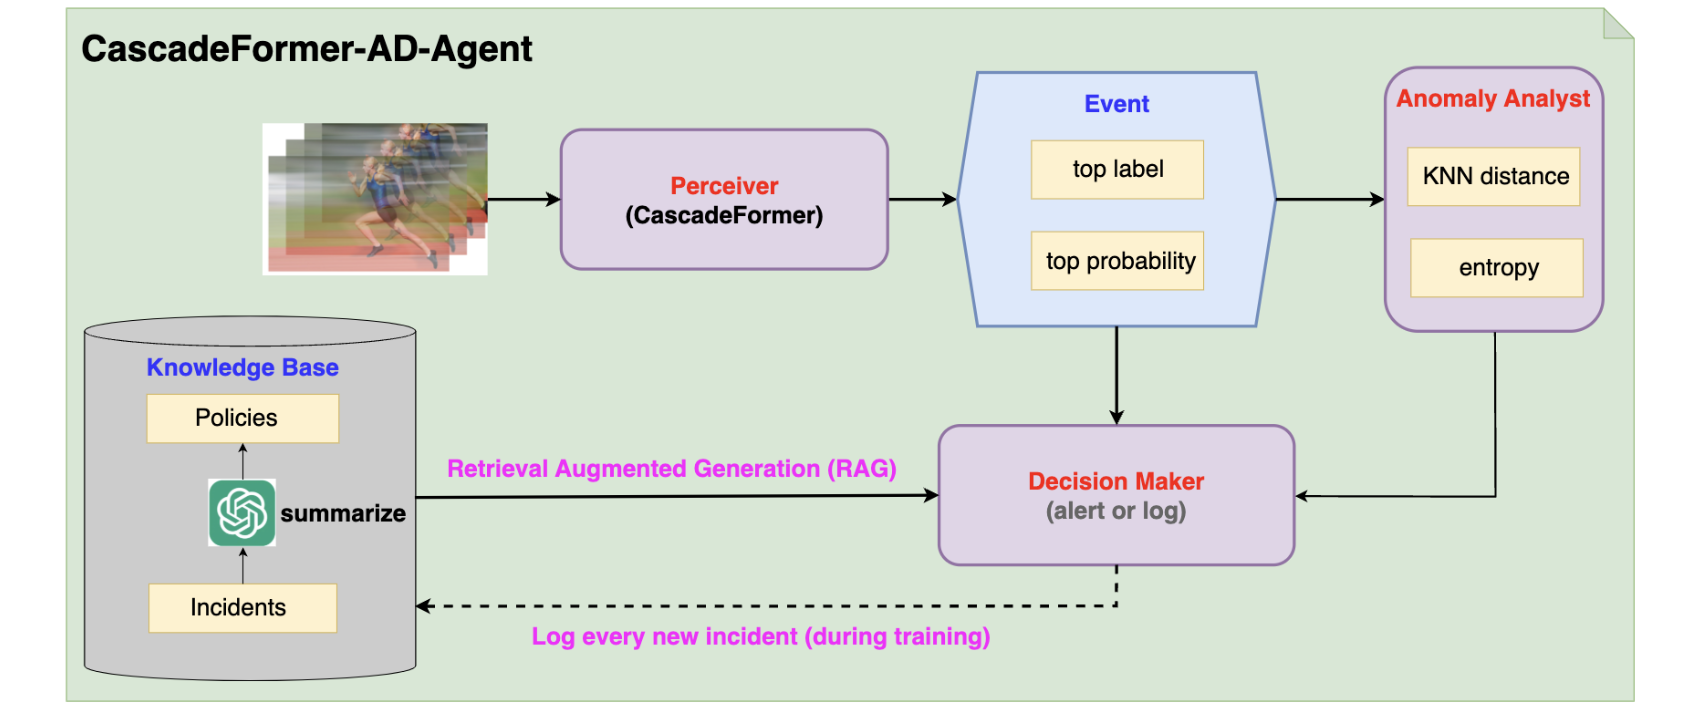 CascadeFormer-AD-Agent
Perceiver
(CascadeFormer)
Event
top label
top probability
Anomaly Analyst
KNN distance
entropy
Knowledge Base
Policies
summarize
Incidents
Retrieval Augmented Generation (RAG)
Decision Maker
(alert or log)
Log every new incident (during training)